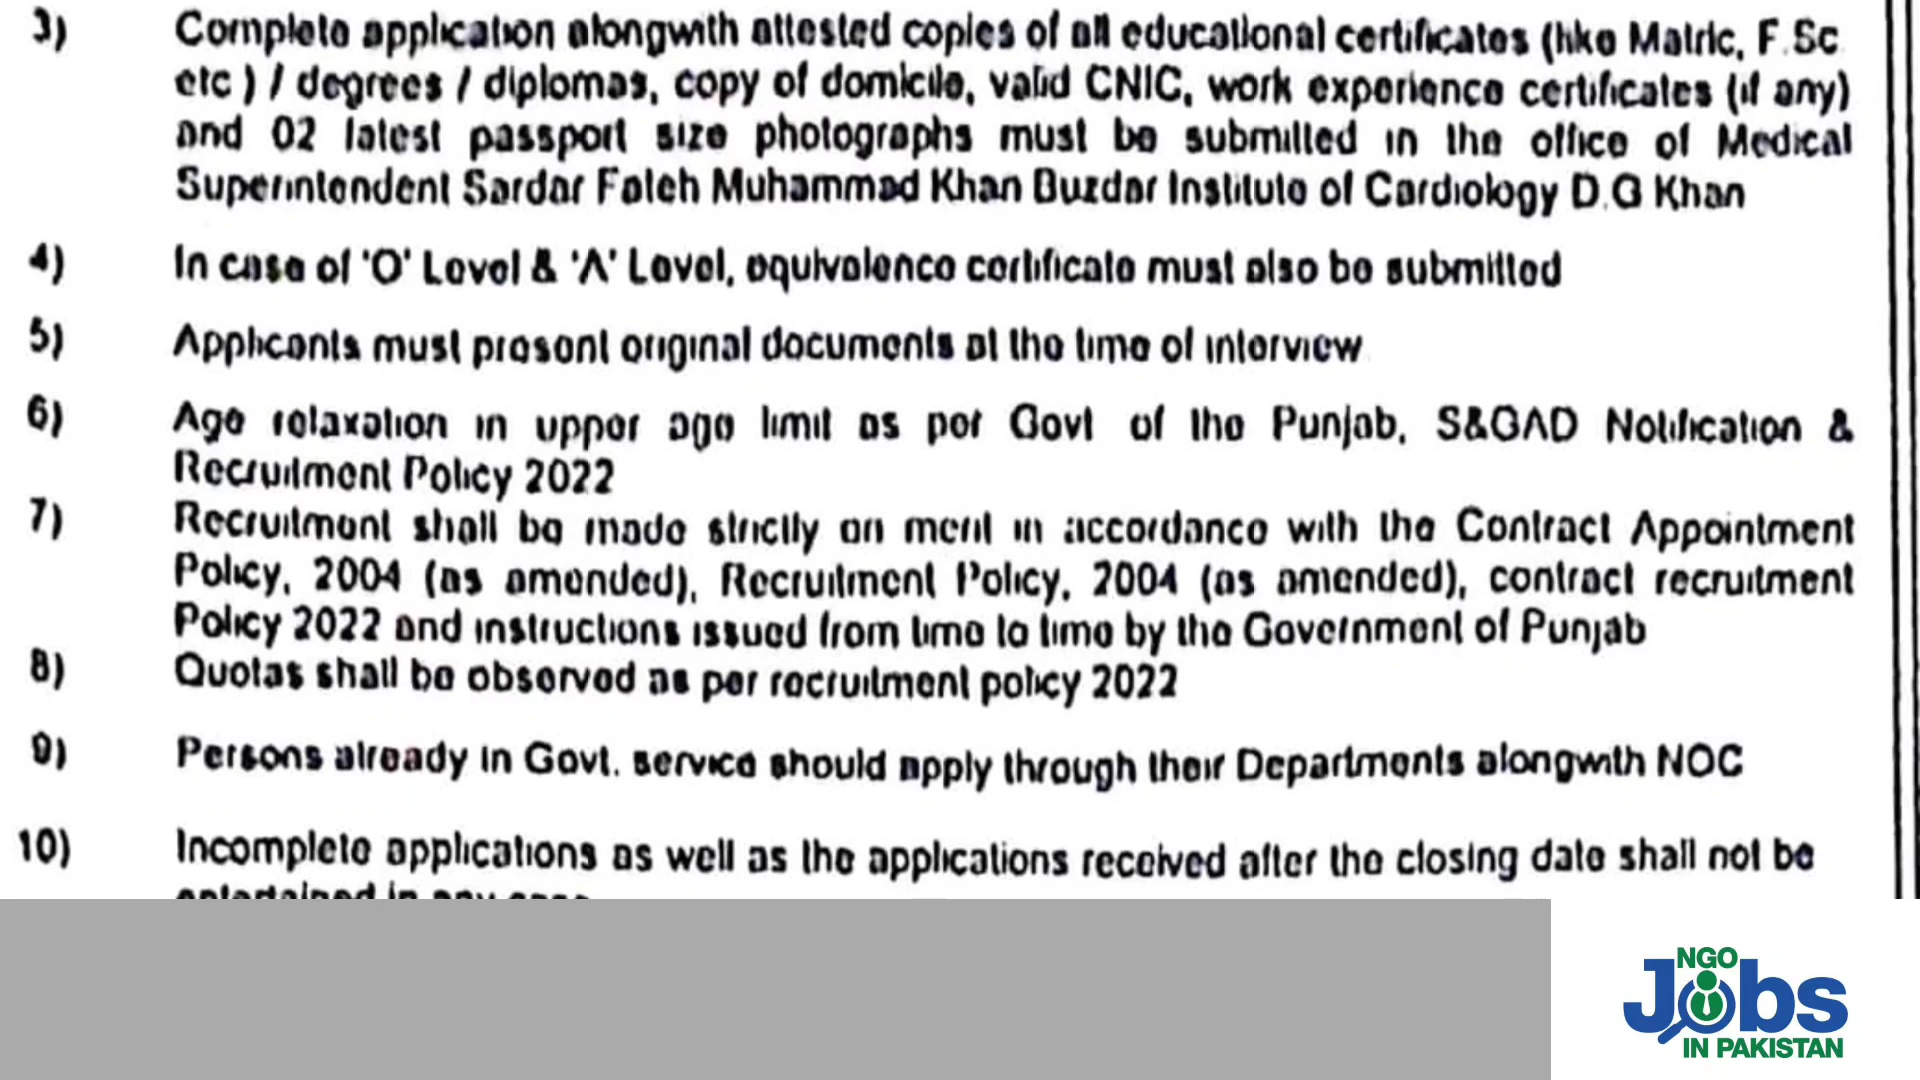 3) Complete application alongwith attested copies of all educational certificates (like Matric, F.Sc
etc ) / degrees / diplomas, copy of domicile, valid CNIC, work experience certificates (if any)
and 02 latest passport size photographs must be submitted in the office of Medical
Superintendent Sardar Fateh Muhammad Khan Buzdar Institute of Cardiology D.G Khan
4) In case of 'O' Level & 'A' Level, equivalence certificate must also be submitted
5) Applicants must present original documents at the time of interview
6) Age relaxation in upper age limit as per Govt of the Punjab, S&GAD Notification &
Recruitment Policy 2022
7) Recruitment shall be made strictly on merit in accordance with the Contract Appointment
Policy, 2004 (as amended), Recruitment Policy, 2004 (as amended), contract recruitment
Policy 2022 and instructions issued from time to time by the Government of Punjab
8) Quotas shall be observed as per recruitment policy 2022
9) Persons already in Govt. service should apply through their Departments alongwith NOC
10) Incomplete applications as well as the applications received after the closing date shall not be
entertained in any case
NGO
Jobs
IN PAKISTAN